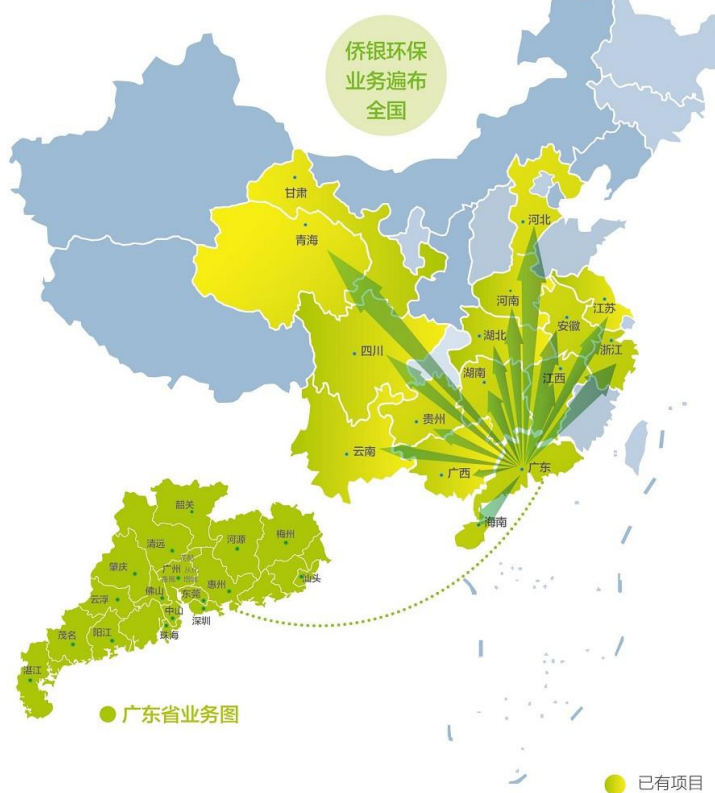 侨银环保
业务遍布
全国
甘肃
青海
河北
河南
江苏
安徽
湖北
四川
浙江
湖南
江西
贵州
云南
广西
广东
海南
韶关
清远
河源
梅州
肇庆
广州
惠州
汕头
云浮
佛山
东莞
中山
深圳
珠海
茂名
阳江
湛江
广东省业务图
已有项目